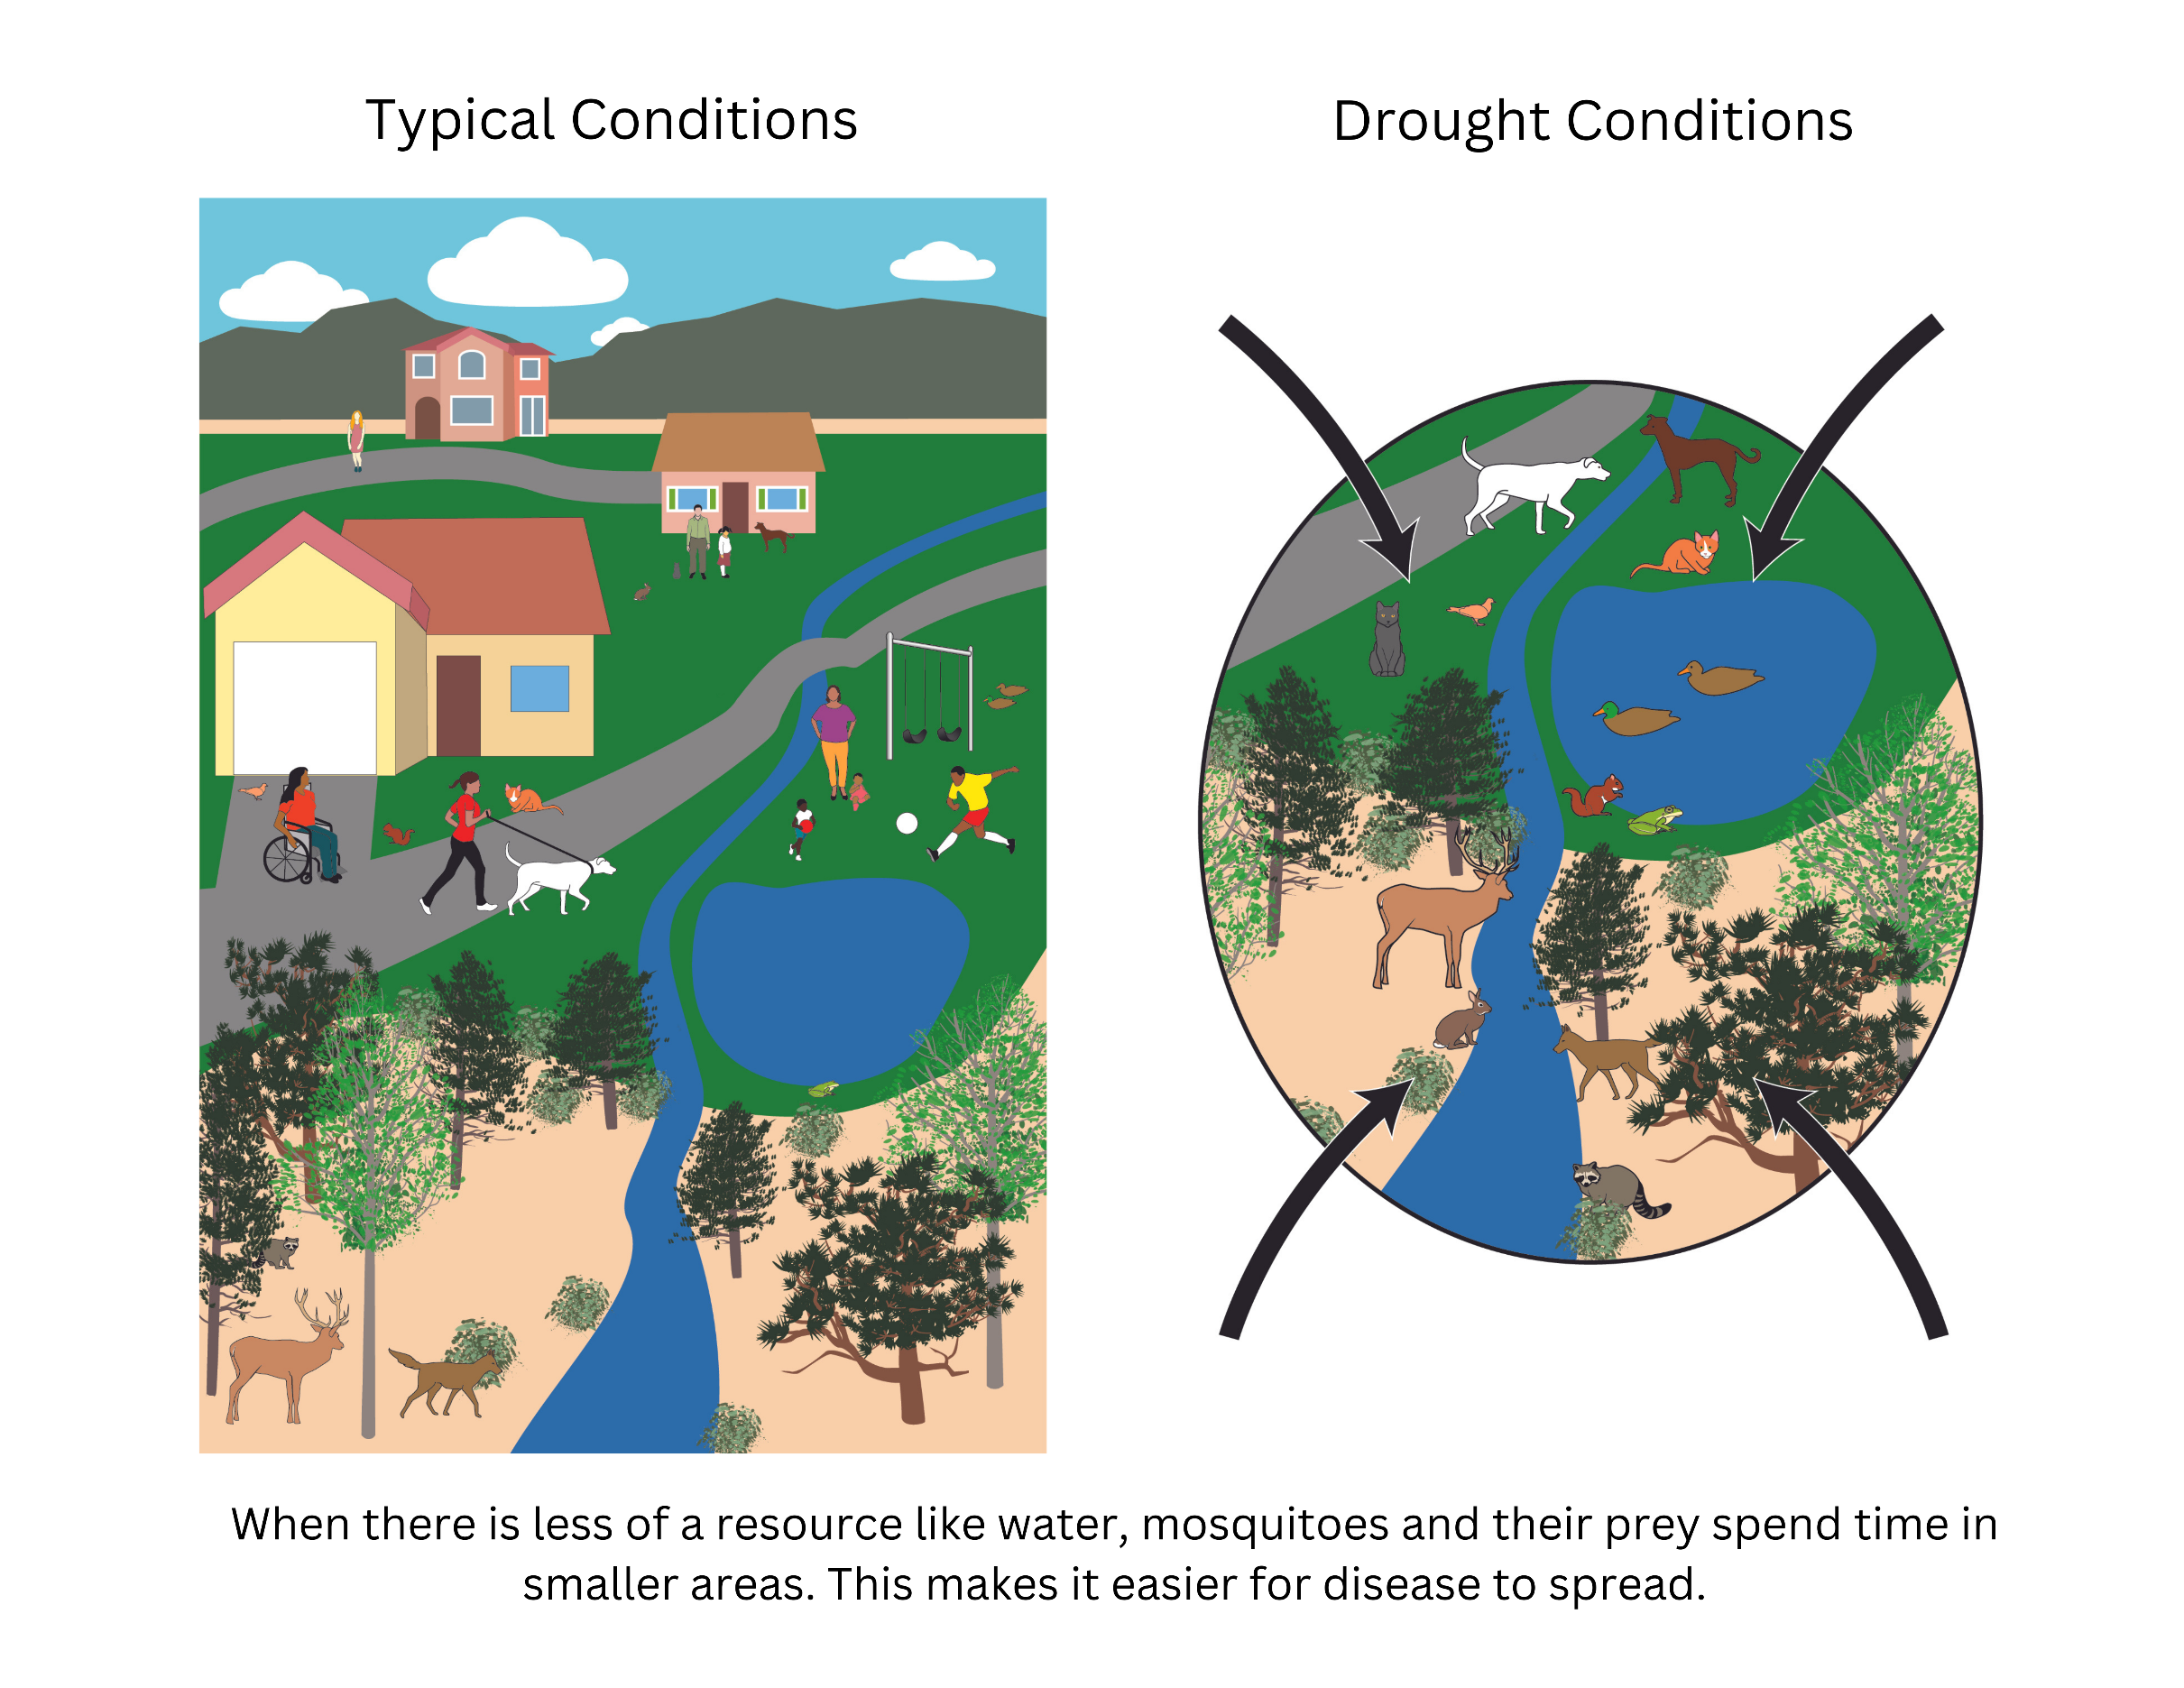 Typical Conditions
Drought Conditions
When there is less of a resource like water, mosquitoes and their prey spend time in
smaller areas. This makes it easier for disease to spread.